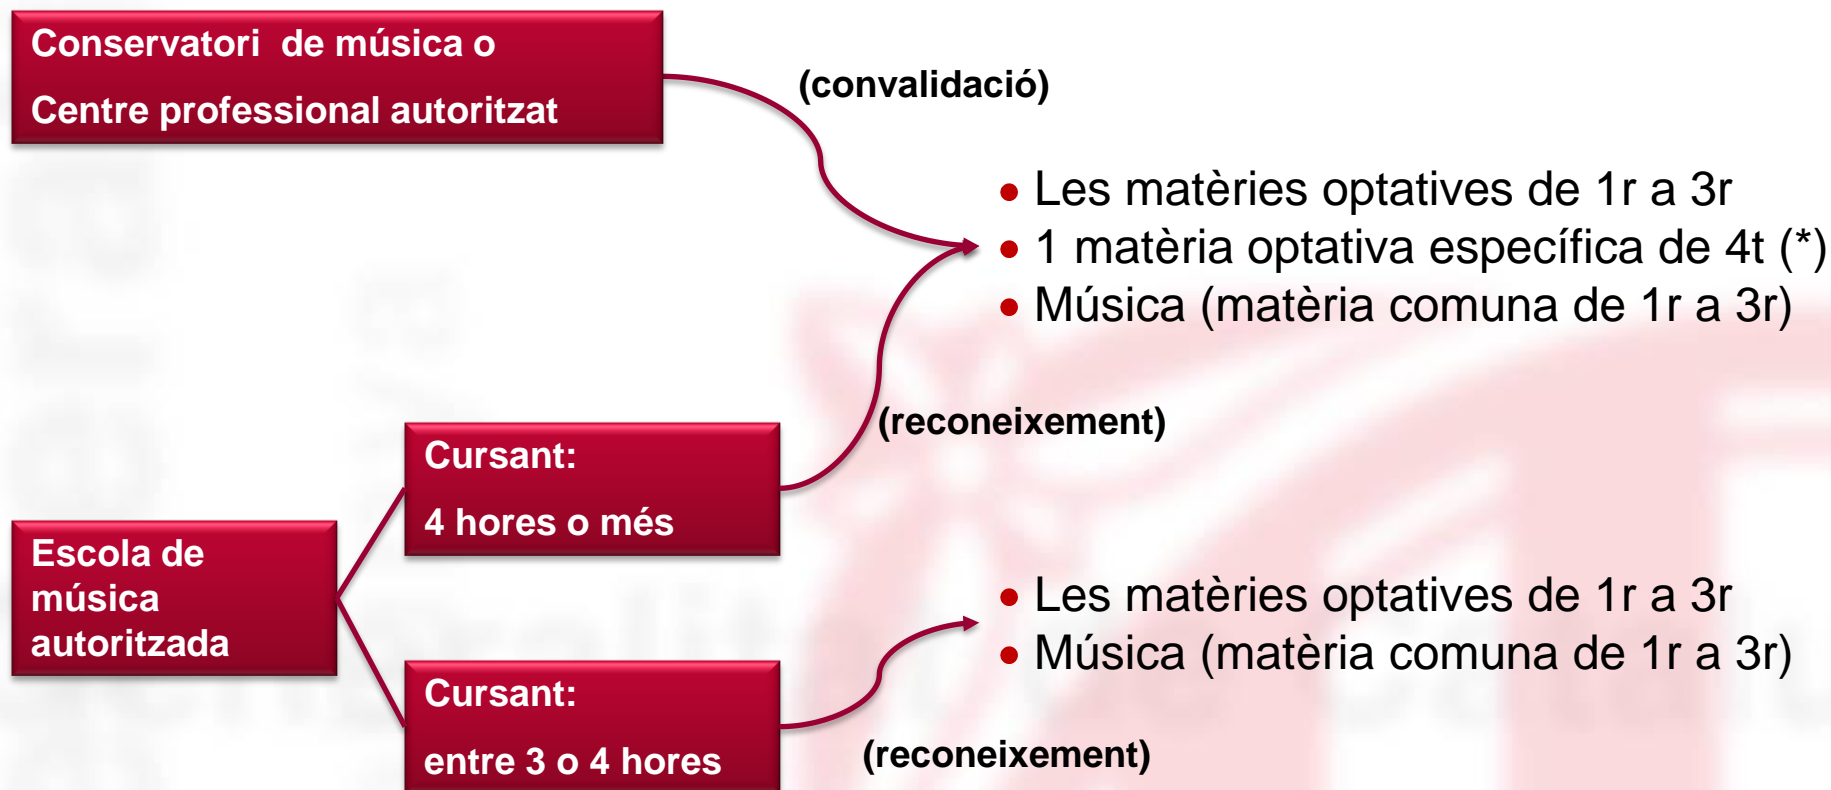 Conservatori de música o
Centre professional autoritzat
(convalidació)
• Les matèries optatives de 1r a 3r
• 1 matèria optativa específica de 4t (*)
• Música (matèria comuna de 1r a 3r)
(reconeixement)
Cursant:
4 hores o més
Escola de
música
autoritzada
• Les matèries optatives de 1r a 3r
• Música (matèria comuna de 1r a 3r)
Cursant:
entre 3 o 4 hores
(reconeixement)